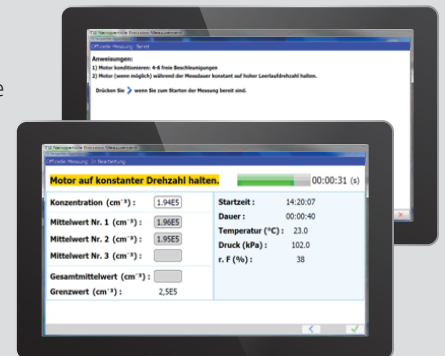 e
TSI Nanoparticle Emission Measurement
Offizielle Messung: Bereit
Anweisungen:
1) Motor konditionieren: 4-6 freie Beschleunigungen
2) Motor (wenn möglich) während der Messdauer konstant auf hoher Leerlaufdrehzahl halten.
Drücken Sie > wenn Sie zum Starten der Messung bereit sind.
TSI Nanoparticle Emission Measurement
Offizielle Messung: In Bearbeitung
Motor auf konstanter Drehzahl halten. 00:00:31 (s)
Konzentration (cm⁻³) : 1.94E5
Mittelwert Nr. 1 (cm⁻³) : 1.96E5
Mittelwert Nr. 2 (cm⁻³) : 1.95E5
Mittelwert Nr. 3 (cm⁻³) :
Gesamtmittelwert (cm⁻³) :
Grenzwert (cm⁻³) : 2,5E5
Startzeit : 14:20:07
Dauer : 00:00:40
Temperatur (°C) : 23.0
Druck (kPa) : 102.0
r. F (%) : 38